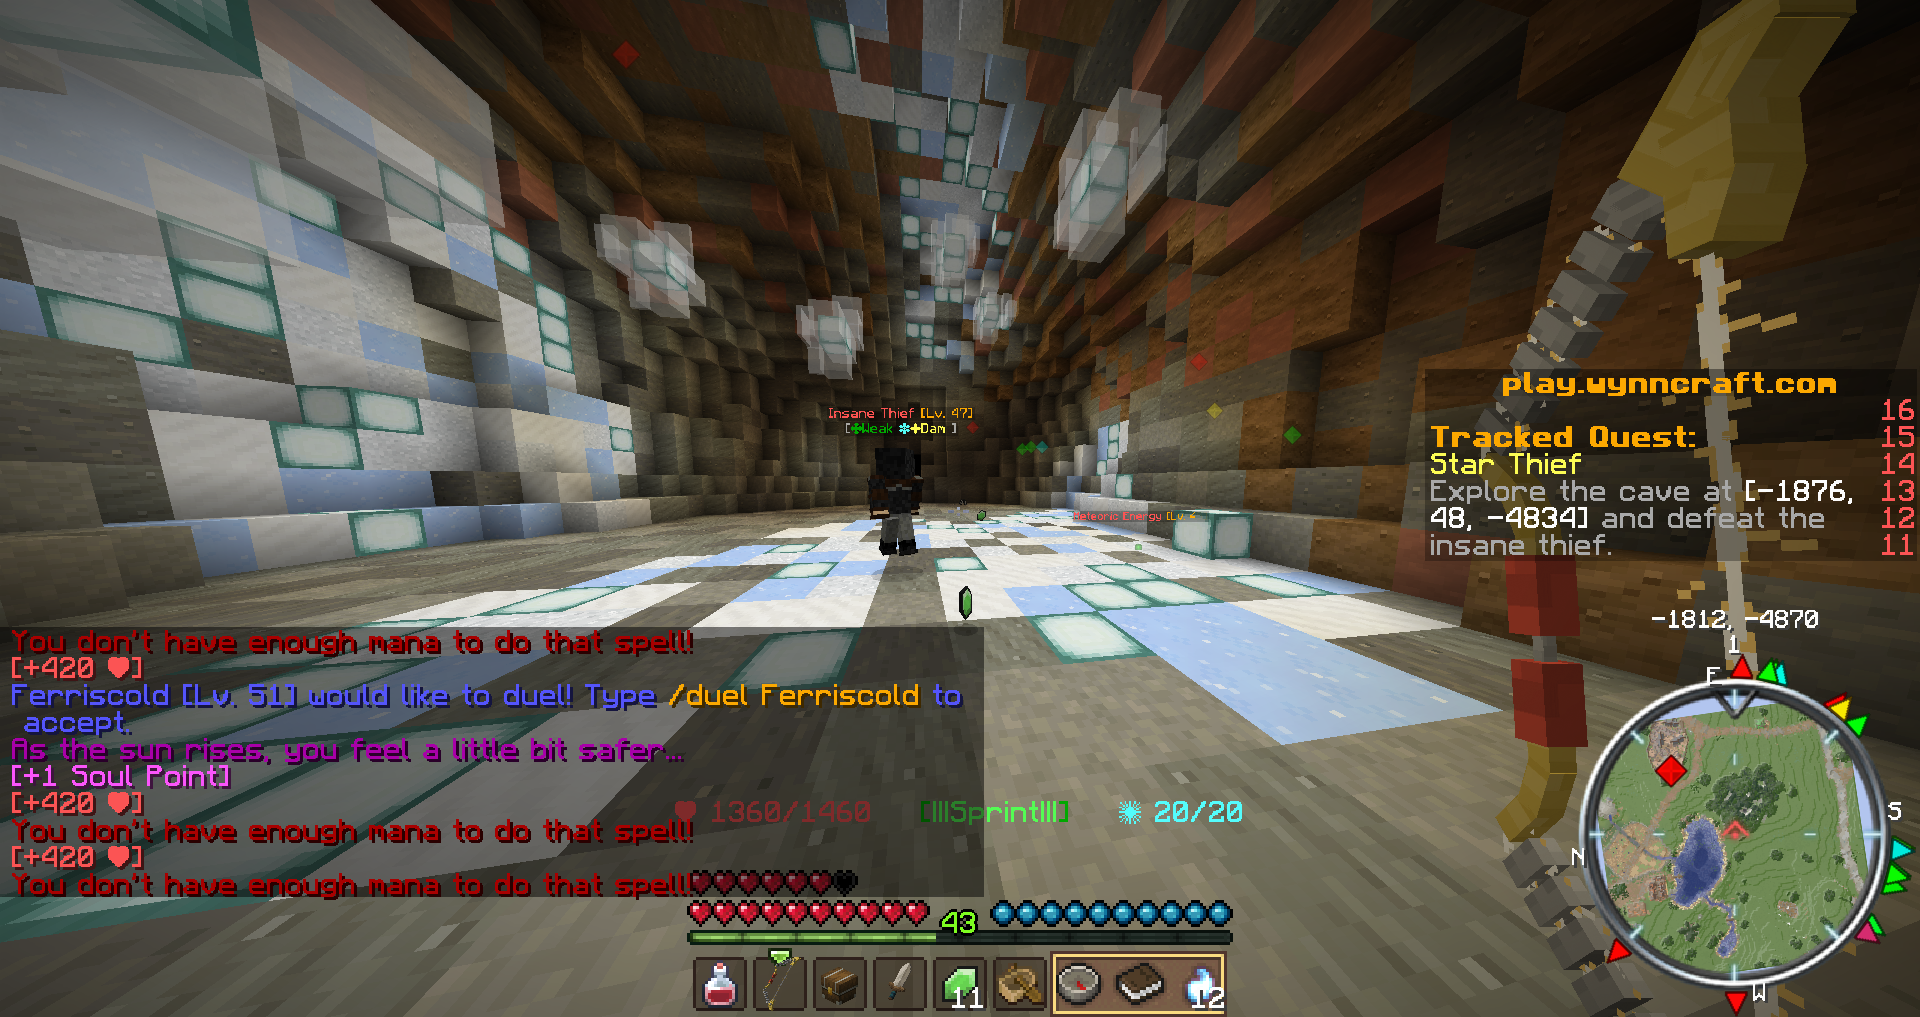 Insane Thief [Lv. 47]
[✤Weak ❄✚Dam ]
Meteoric Energy [Lv. 4
play.wynncraft.com
16
Tracked Quest: 15
Star Thief 14
Explore the cave at [-1876, 13
48, -4834] and defeat the 12
insane thief. 11
-1812, -4870
1
E
S
N
W
You don't have enough mana to do that spell!
[+420 ❤]
Ferriscold [Lv. 51] would like to duel! Type /duel Ferriscold to
accept.
As the sun rises, you feel a little bit safer...
[+1 Soul Point]
[+420 ❤]
You don't have enough mana to do that spell!
[+420 ❤]
You don't have enough mana to do that spell!
❤ 1360/1460 [|||Sprint|||] ✺ 20/20
43
11
12